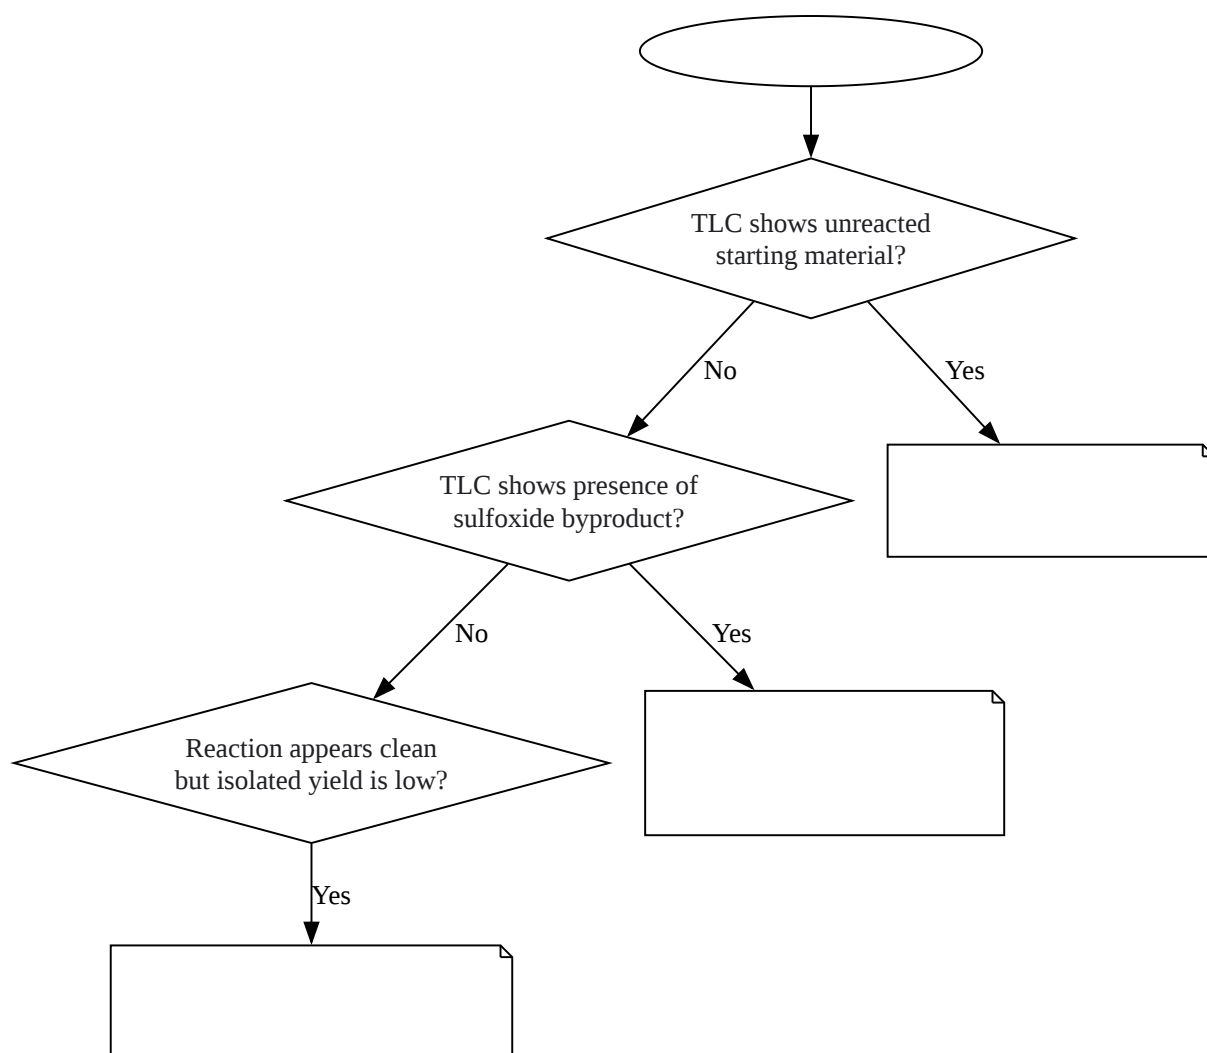 TLC shows unreacted
starting material?
No
Yes
TLC shows presence of
sulfoxide byproduct?
No
Yes
Reaction appears clean
but isolated yield is low?
Yes